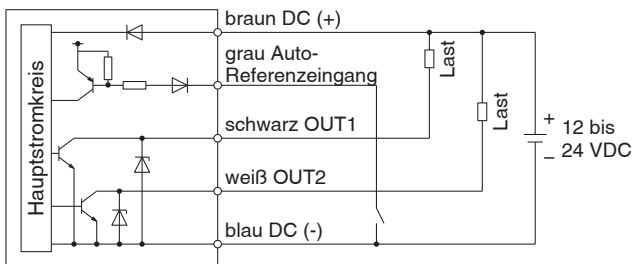 braun DC (+)
grau Auto-
Referenzeingang
schwarz OUT1
weiß OUT2
blau DC (-)
Hauptstromkreis
Last
Last
+
12 bis
−
24 VDC